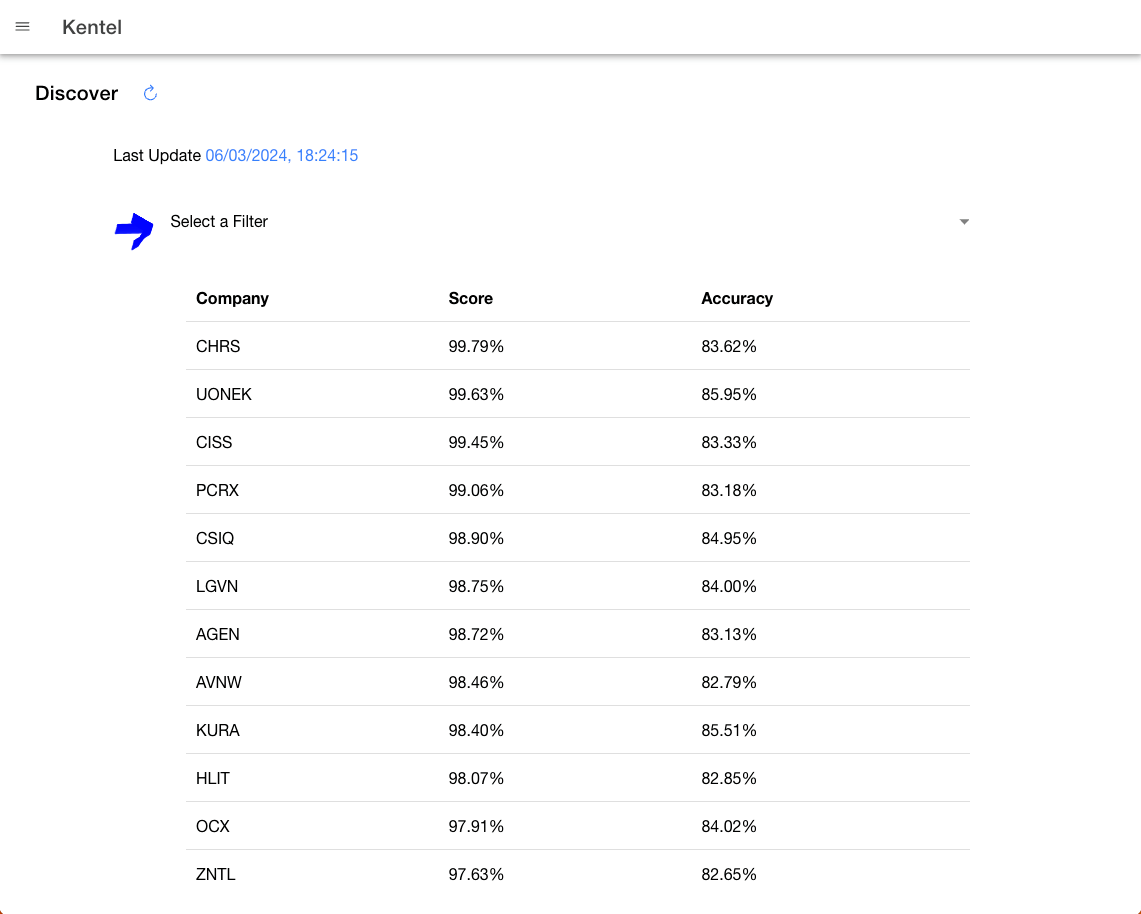 Kentel
Discover
Last Update 06/03/2024, 18:24:15
Select a Filter
Company Score Accuracy
CHRS 99.79% 83.62%
UONEK 99.63% 85.95%
CISS 99.45% 83.33%
PCRX 99.06% 83.18%
CSIQ 98.90% 84.95%
LGVN 98.75% 84.00%
AGEN 98.72% 83.13%
AVNW 98.46% 82.79%
KURA 98.40% 85.51%
HLIT 98.07% 82.85%
OCX 97.91% 84.02%
ZNTL 97.63% 82.65%